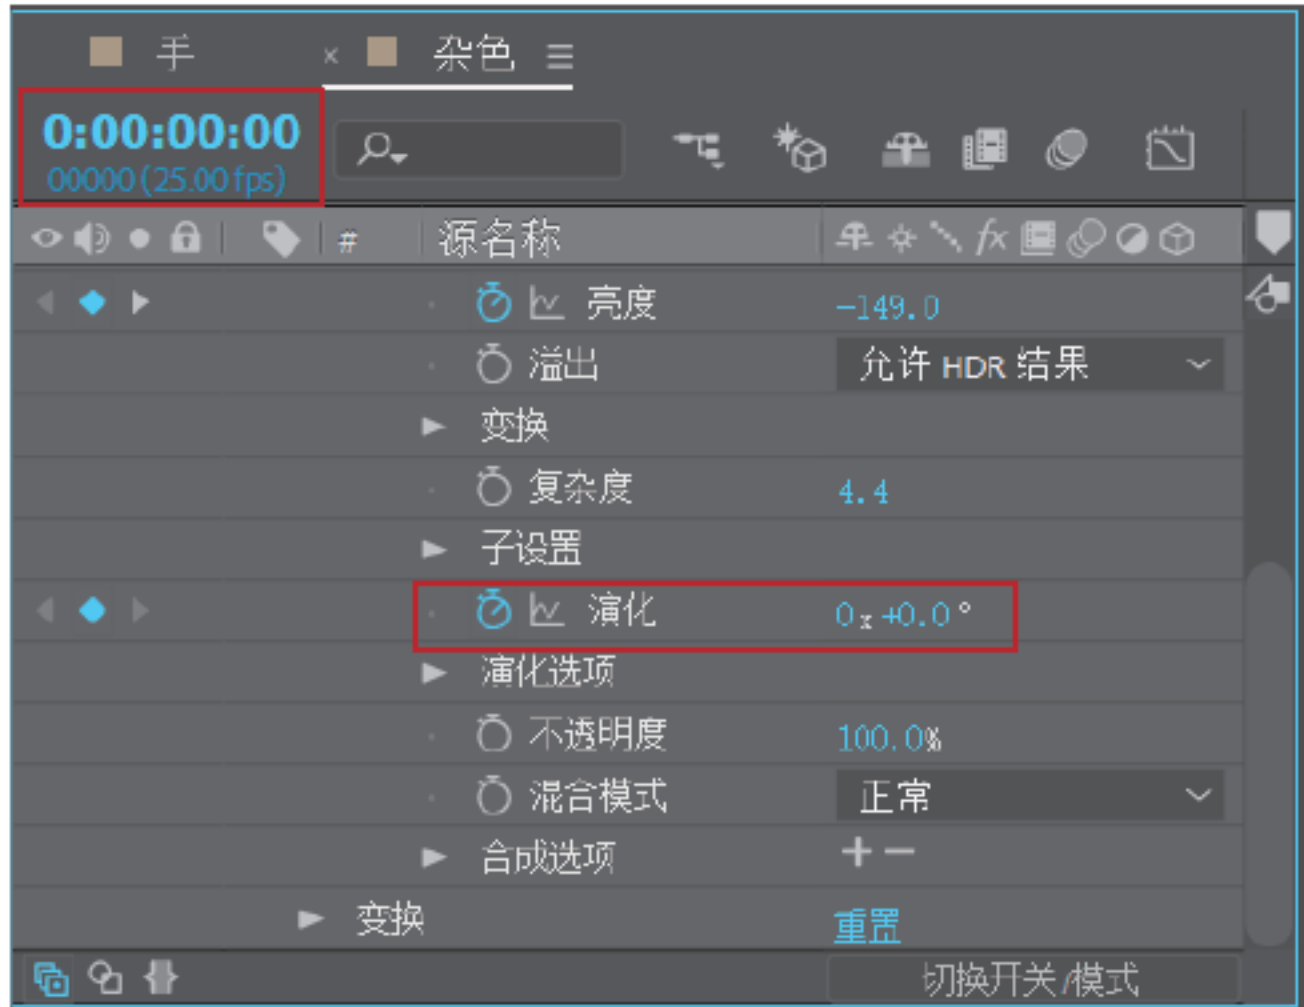 手 × 杂色
0:00:00:00
00000 (25.00 fps)
# 源名称 fx
亮度 -149.0
溢出 允许 HDR 结果
变换
复杂度 4.4
子设置
演化 0x+0.0°
演化选项
不透明度 100.0%
混合模式 正常
合成选项 + −
变换 重置
切换开关/模式